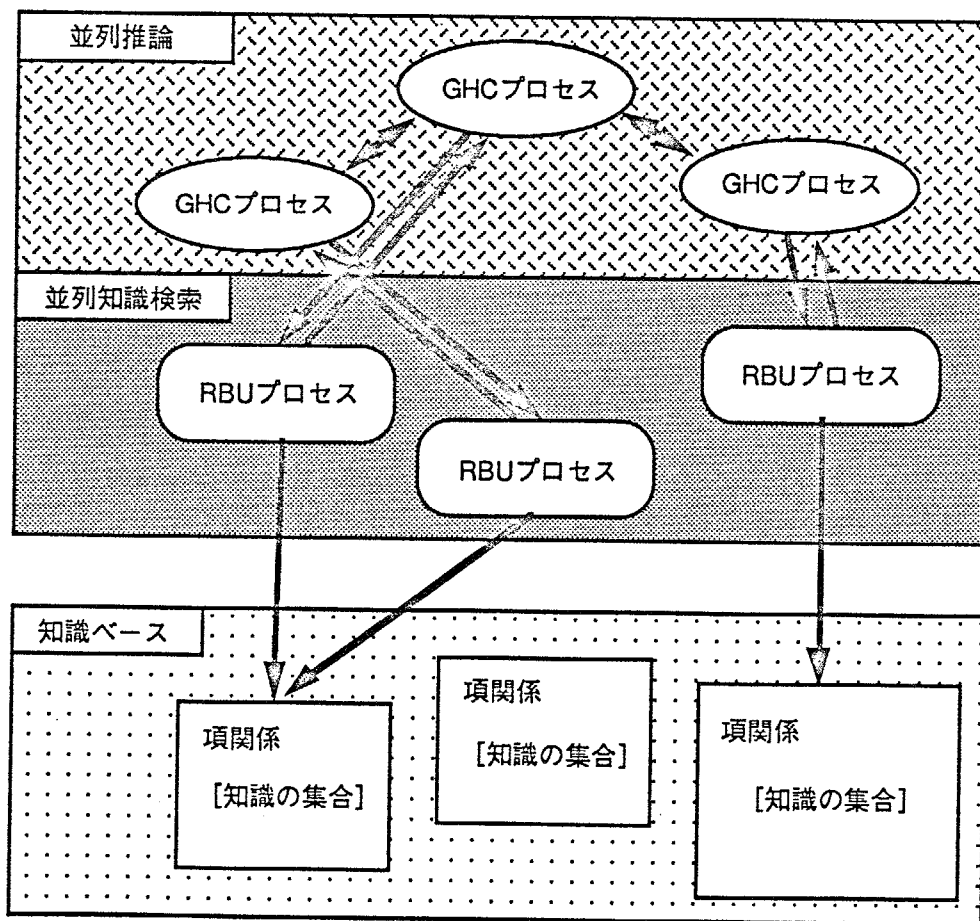 並列推論
GHCプロセス
GHCプロセス
GHCプロセス
並列知識検索
RBUプロセス
RBUプロセス
RBUプロセス
知識ベース
項関係
[知識の集合]
項関係
[知識の集合]
項関係
[知識の集合]